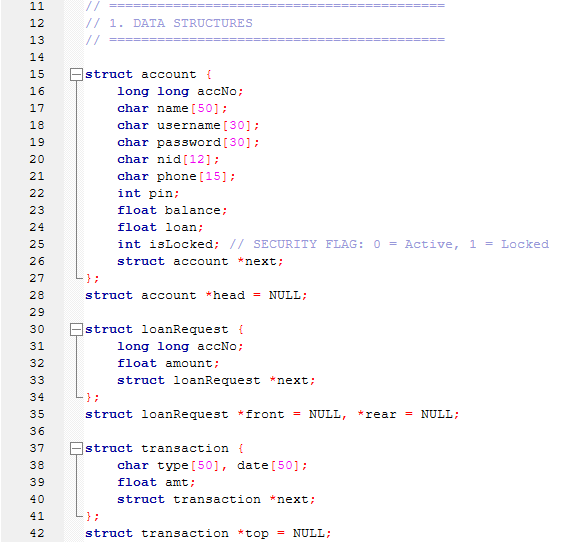 11 // ==========================================
12 // 1. DATA STRUCTURES
13 // ==========================================
14
15 struct account {
16     long long accNo;
17     char name[50];
18     char username[30];
19     char password[30];
20     char nid[12];
21     char phone[15];
22     int pin;
23     float balance;
24     float loan;
25     int isLocked; // SECURITY FLAG: 0 = Active, 1 = Locked
26     struct account *next;
27 };
28 struct account *head = NULL;
29
30 struct loanRequest {
31     long long accNo;
32     float amount;
33     struct loanRequest *next;
34 };
35 struct loanRequest *front = NULL, *rear = NULL;
36
37 struct transaction {
38     char type[50], date[50];
39     float amt;
40     struct transaction *next;
41 };
42 struct transaction *top = NULL;